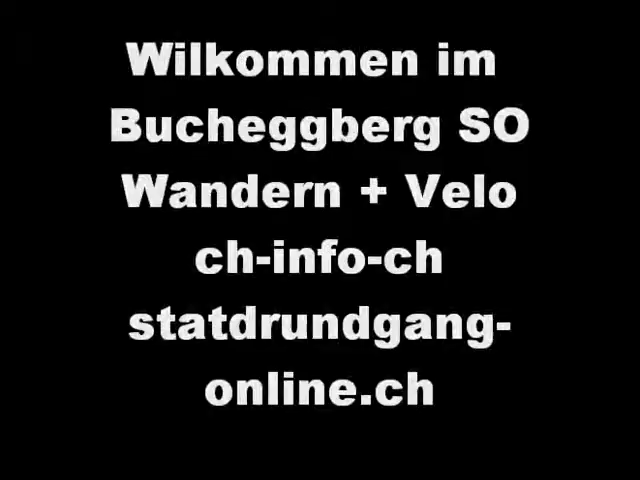 Wilkommen im
Bucheggberg SO
Wandern + Velo
ch-info-ch
statdrundgang-
online.ch